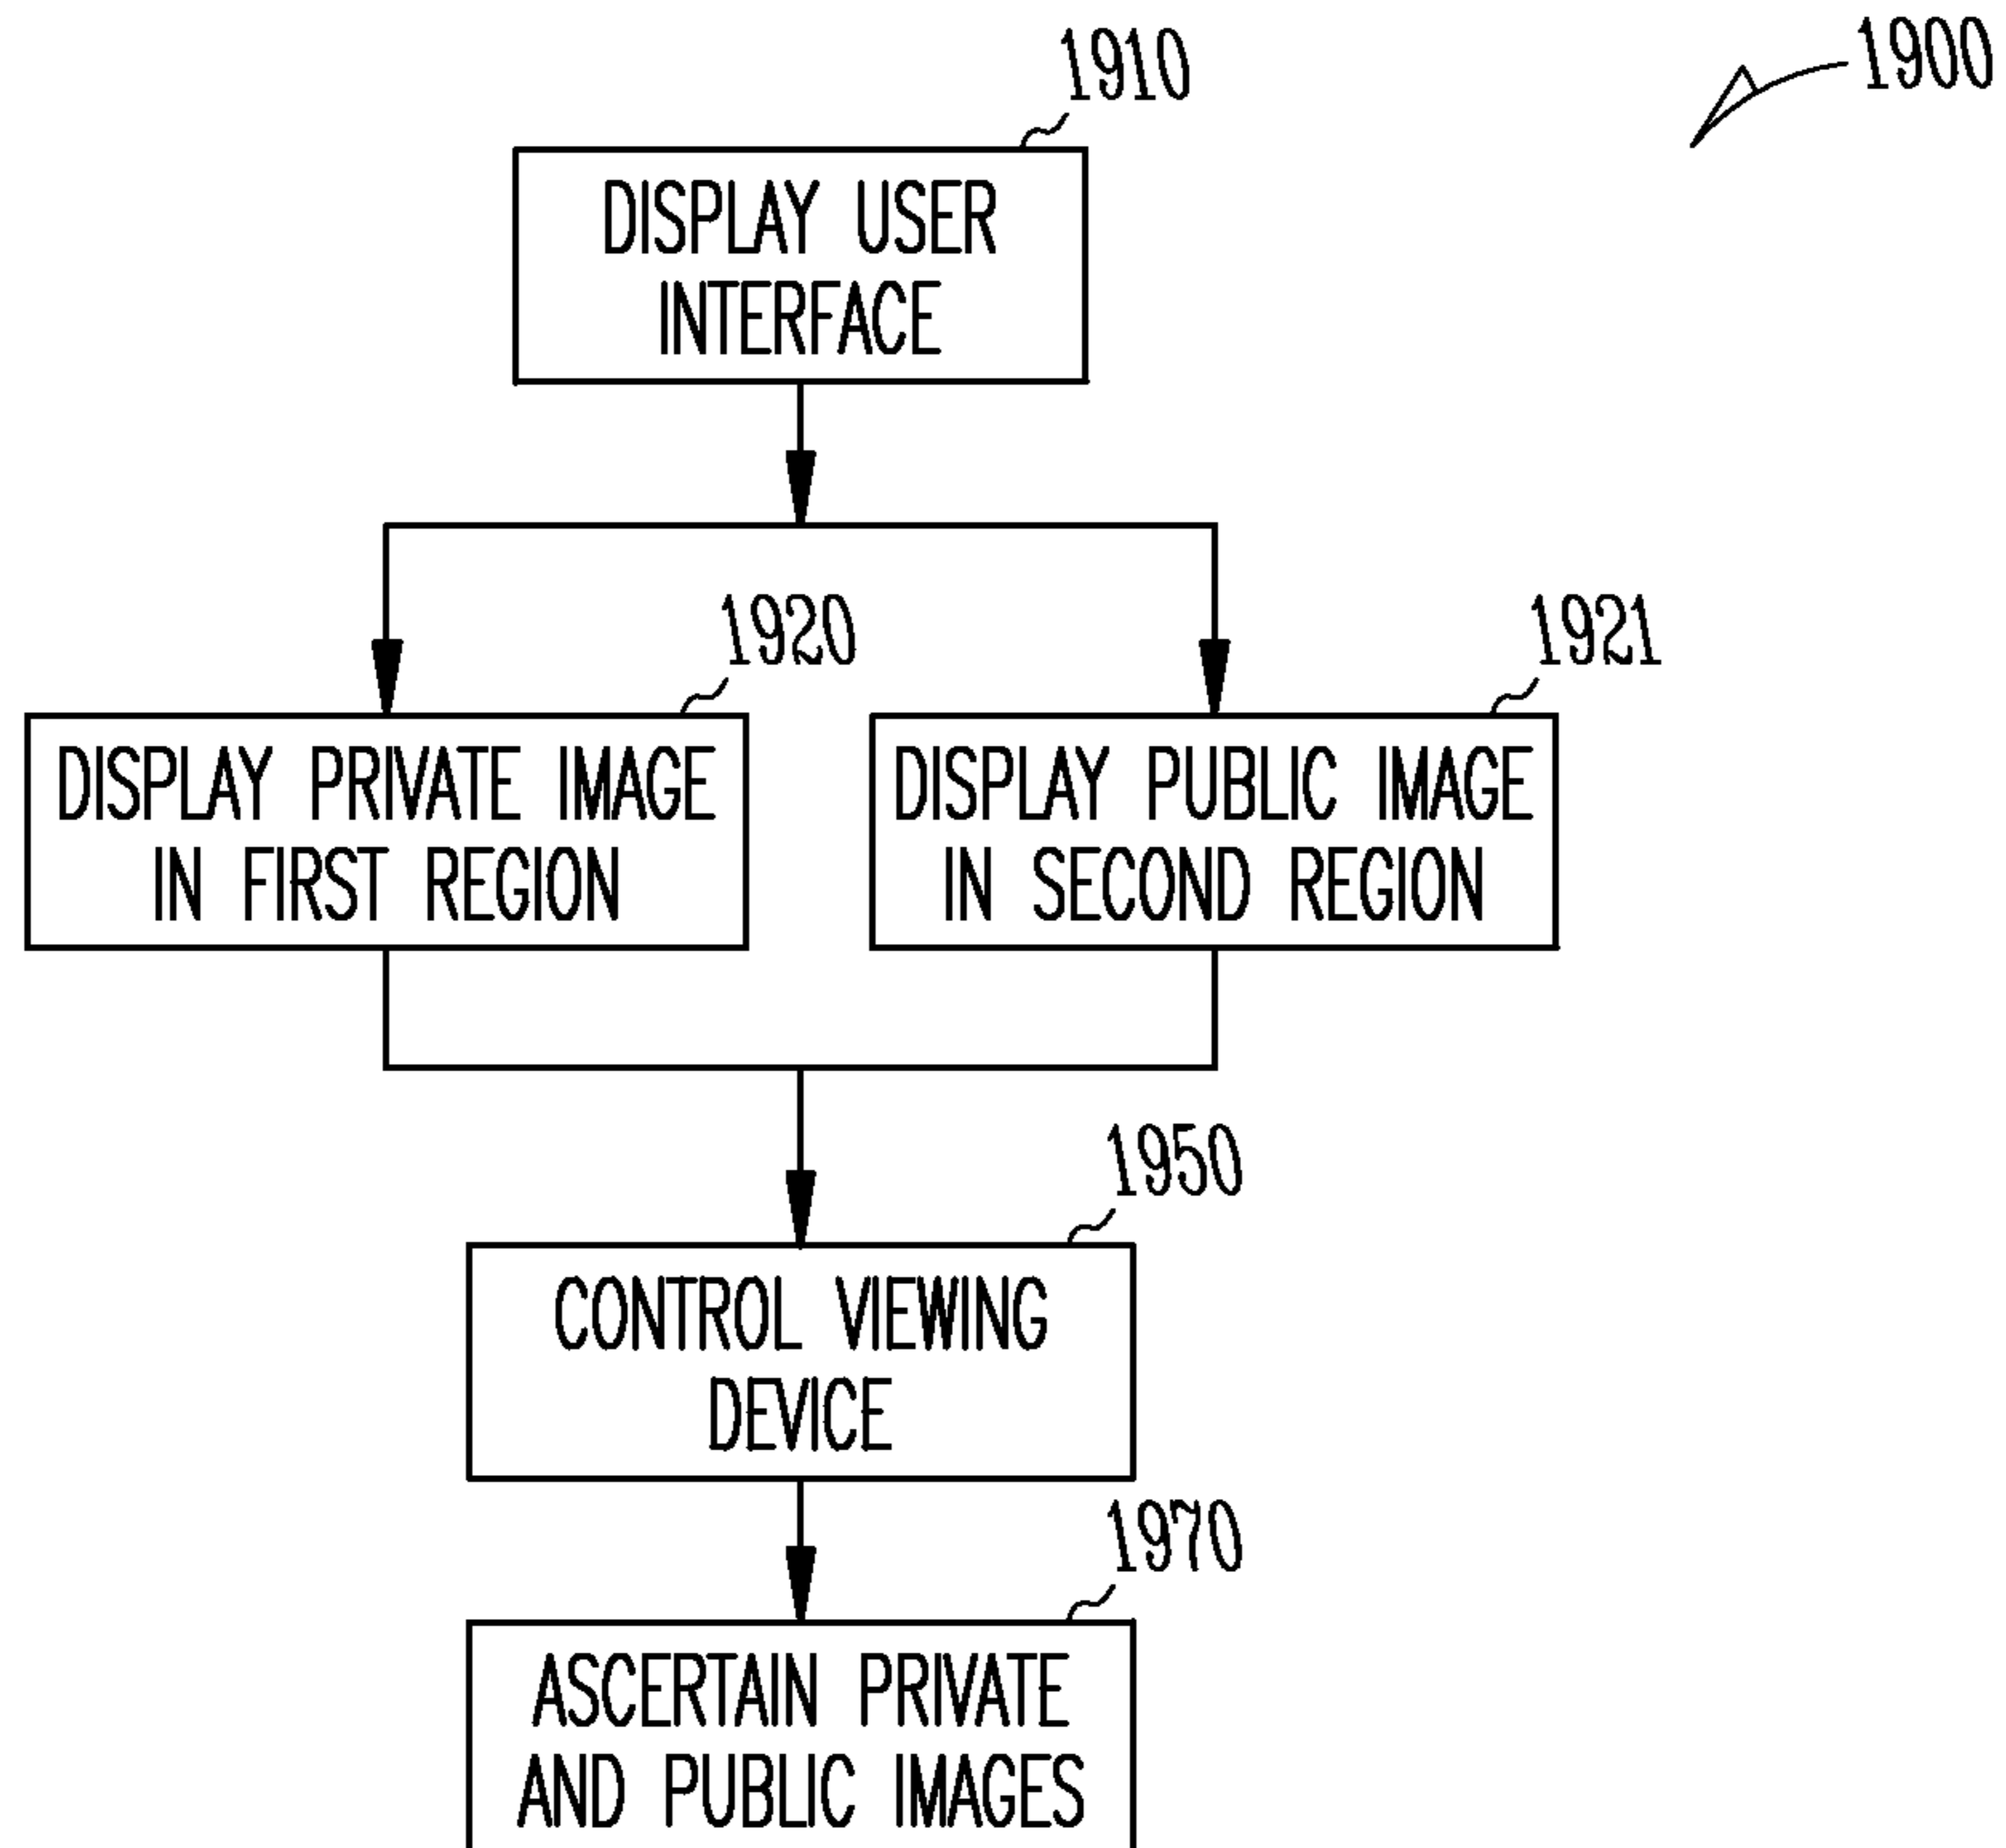 1900
1910
DISPLAY USER
INTERFACE
1920
DISPLAY PRIVATE IMAGE
IN FIRST REGION
1921
DISPLAY PUBLIC IMAGE
IN SECOND REGION
1950
CONTROL VIEWING
DEVICE
1970
ASCERTAIN PRIVATE
AND PUBLIC IMAGES